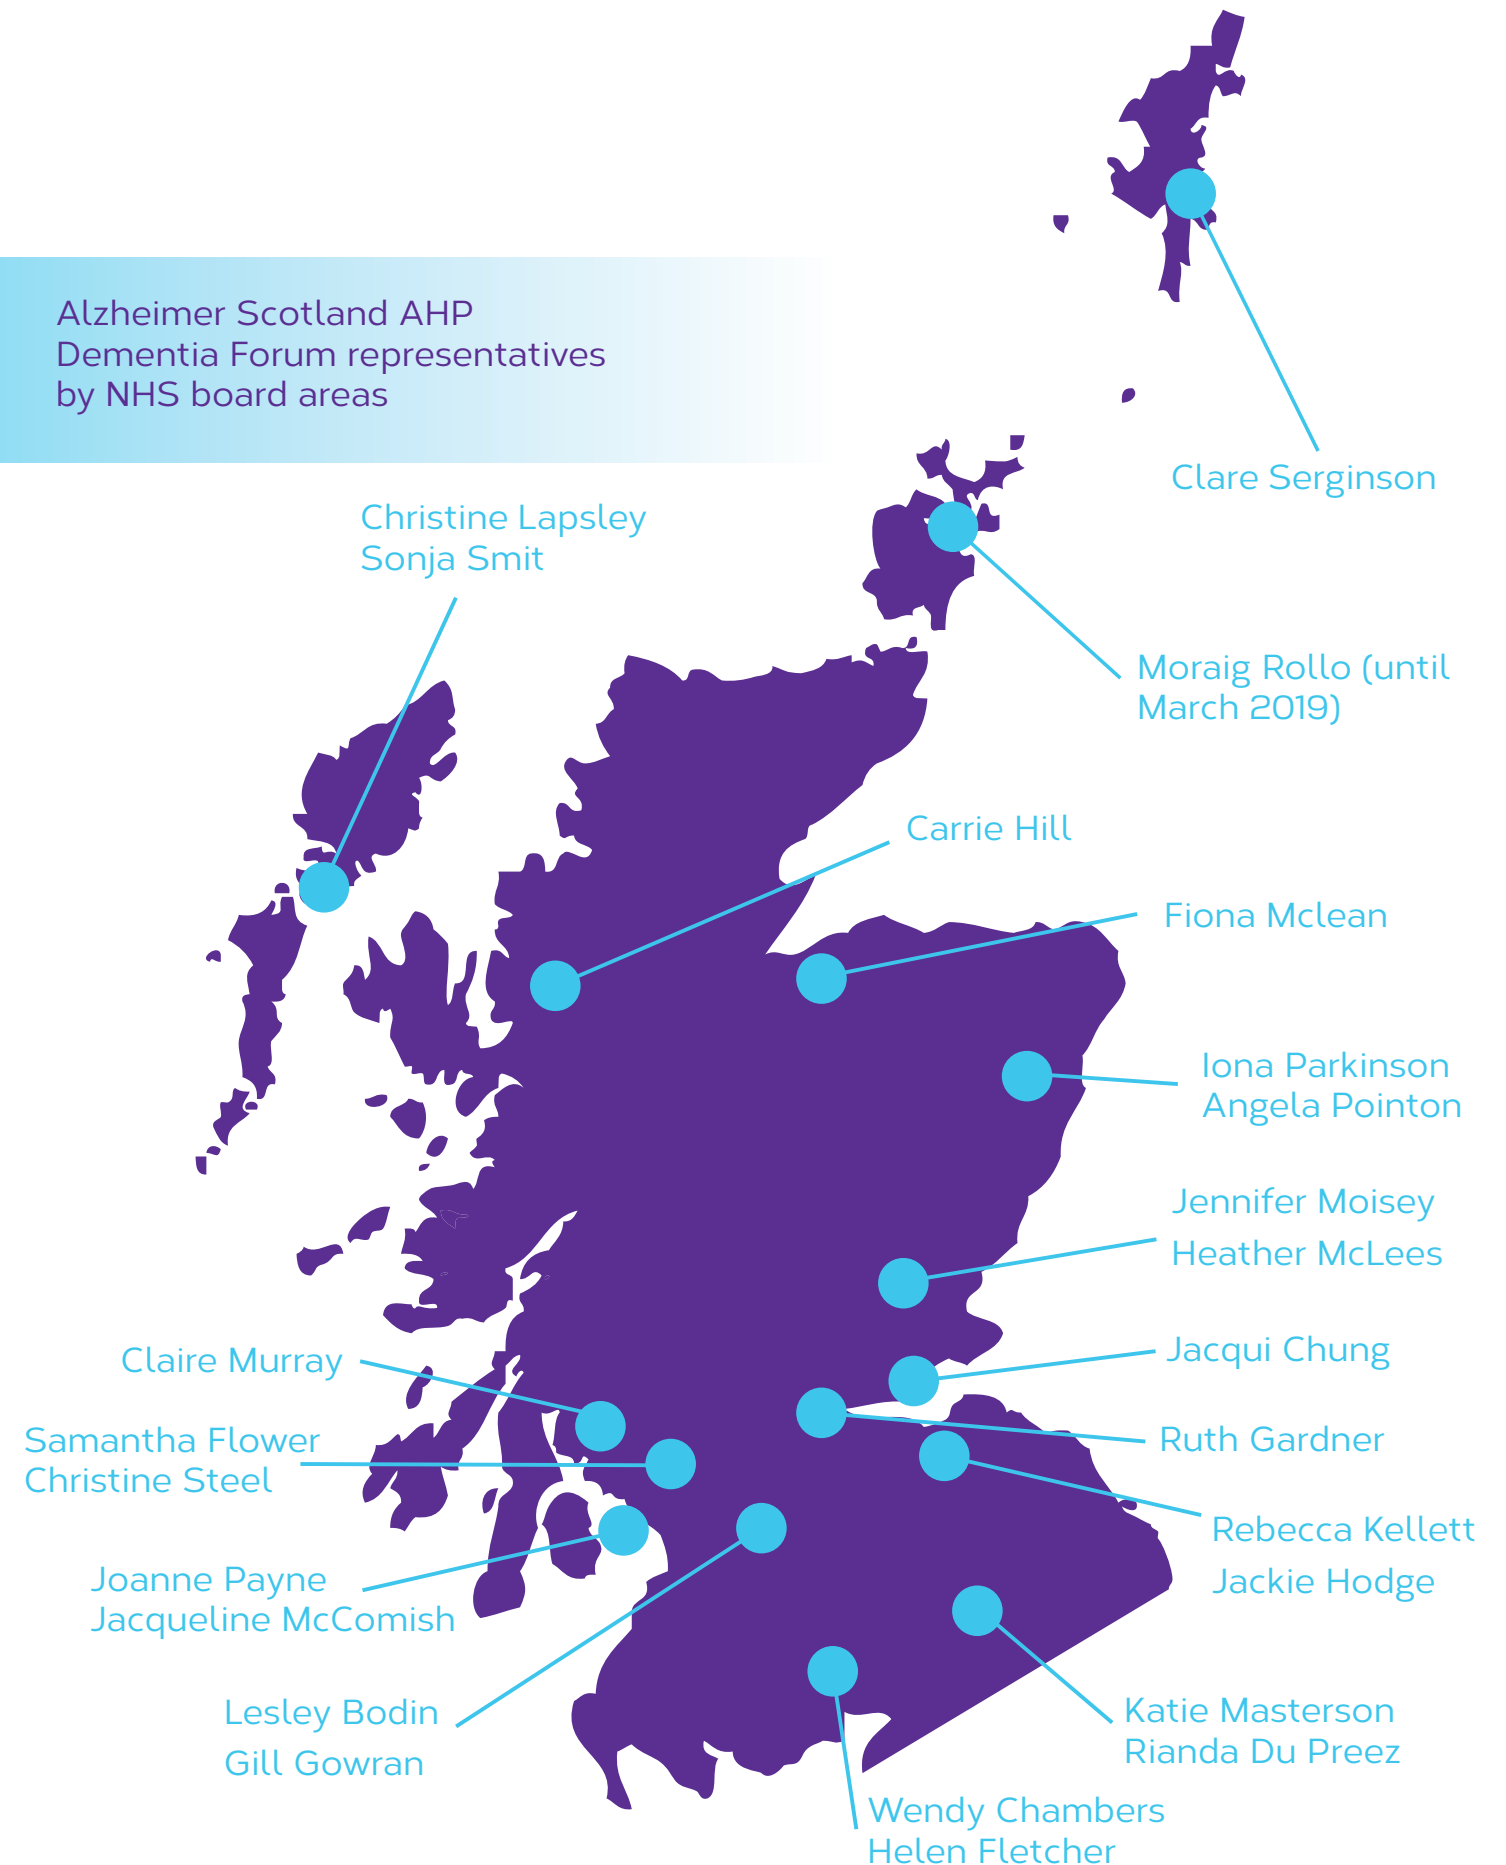 Alzheimer Scotland AHP
Dementia Forum representatives
by NHS board areas
Clare Serginson
Christine Lapsley
Sonja Smit
Moraig Rollo (until
March 2019)
Carrie Hill
Fiona Mclean
Iona Parkinson
Angela Pointon
Jennifer Moisey
Heather McLees
Jacqui Chung
Claire Murray
Ruth Gardner
Samantha Flower
Christine Steel
Rebecca Kellett
Jackie Hodge
Joanne Payne
Jacqueline McComish
Lesley Bodin
Gill Gowran
Katie Masterson
Rianda Du Preez
Wendy Chambers
Helen Fletcher